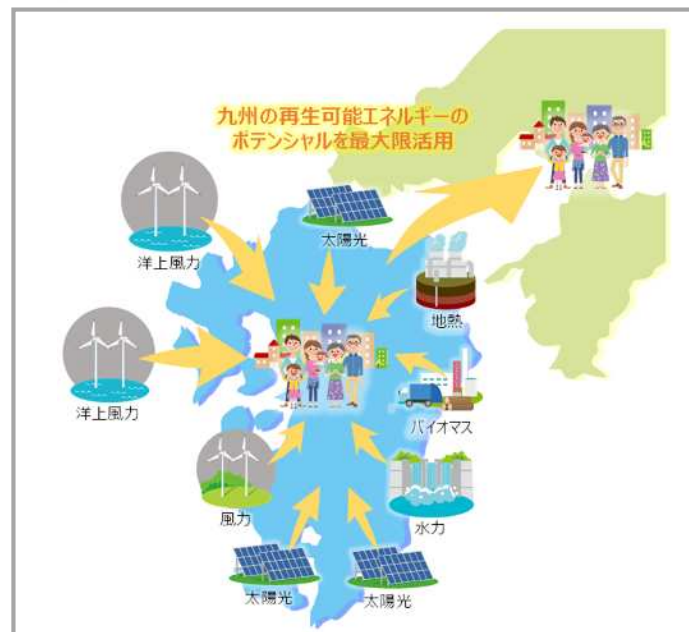 九州の再生可能エネルギーの
ポテンシャルを最大限活用
太陽光
洋上風力
地熱
洋上風力
バイオマス
風力
水力
太陽光
太陽光